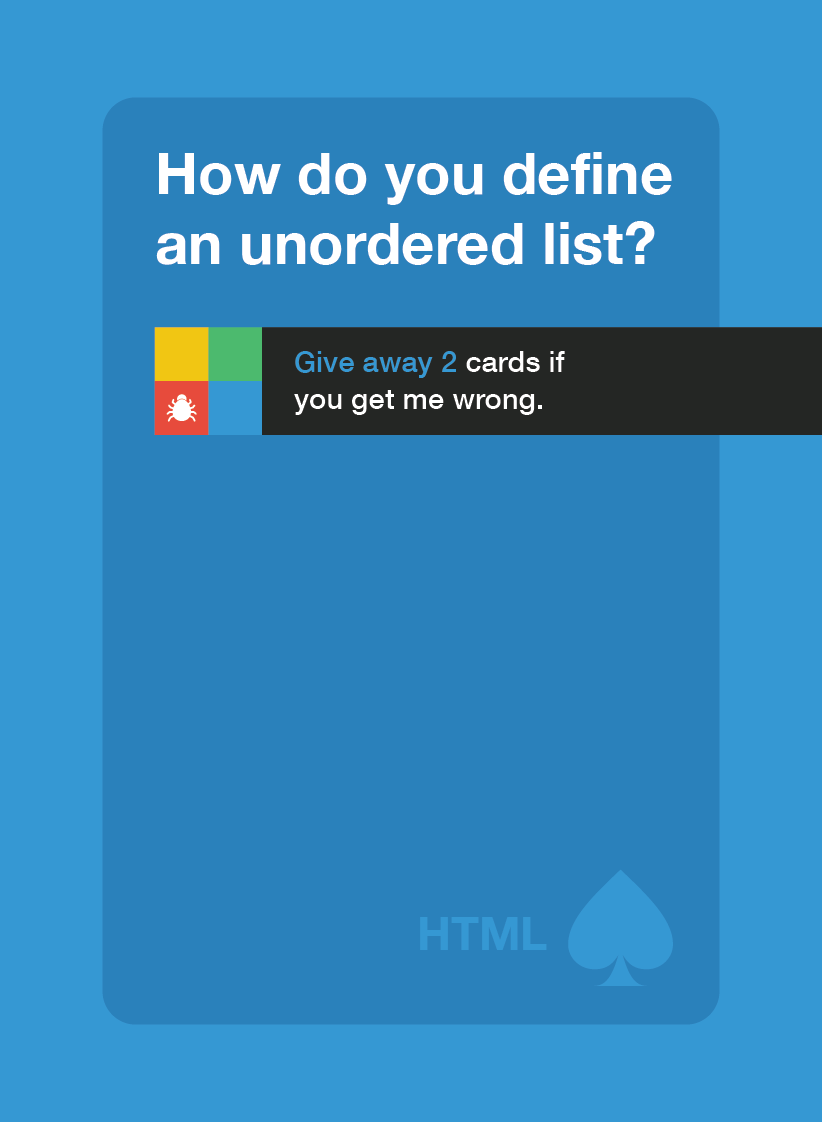 How do you define
an unordered list?
Give away 2 cards if
you get me wrong.
HTML